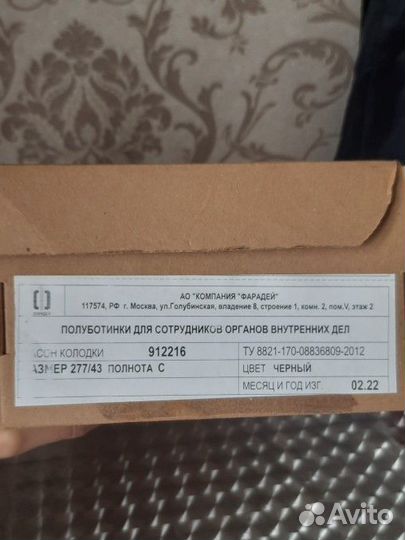 АО "КОМПАНИЯ "ФАРАДЕЙ"
117574, РФ г. Москва, ул.Голубинская, владение 8, строение 1, комн. 2, пом.V, этаж 2
ПОЛУБОТИНКИ ДЛЯ СОТРУДНИКОВ ОРГАНОВ ВНУТРЕННИХ ДЕЛ
АСОН КОЛОДКИ 912216 ТУ 8821-170-08836809-2012
АЗМЕР 277/43 ПОЛНОТА С ЦВЕТ ЧЕРНЫЙ
МЕСЯЦ И ГОД ИЗГ. 02.22
Avito